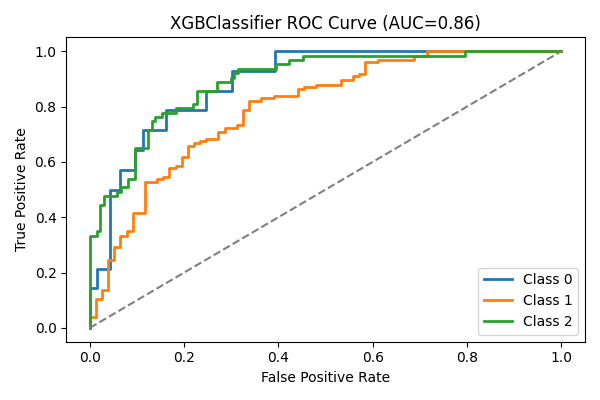 XGBClassifier ROC Curve (AUC=0.86)
True Positive Rate
1.0
0.8
0.6
0.4
0.2
0.0
Class 0
Class 1
Class 2
0.0 0.2 0.4 0.6 0.8 1.0
False Positive Rate